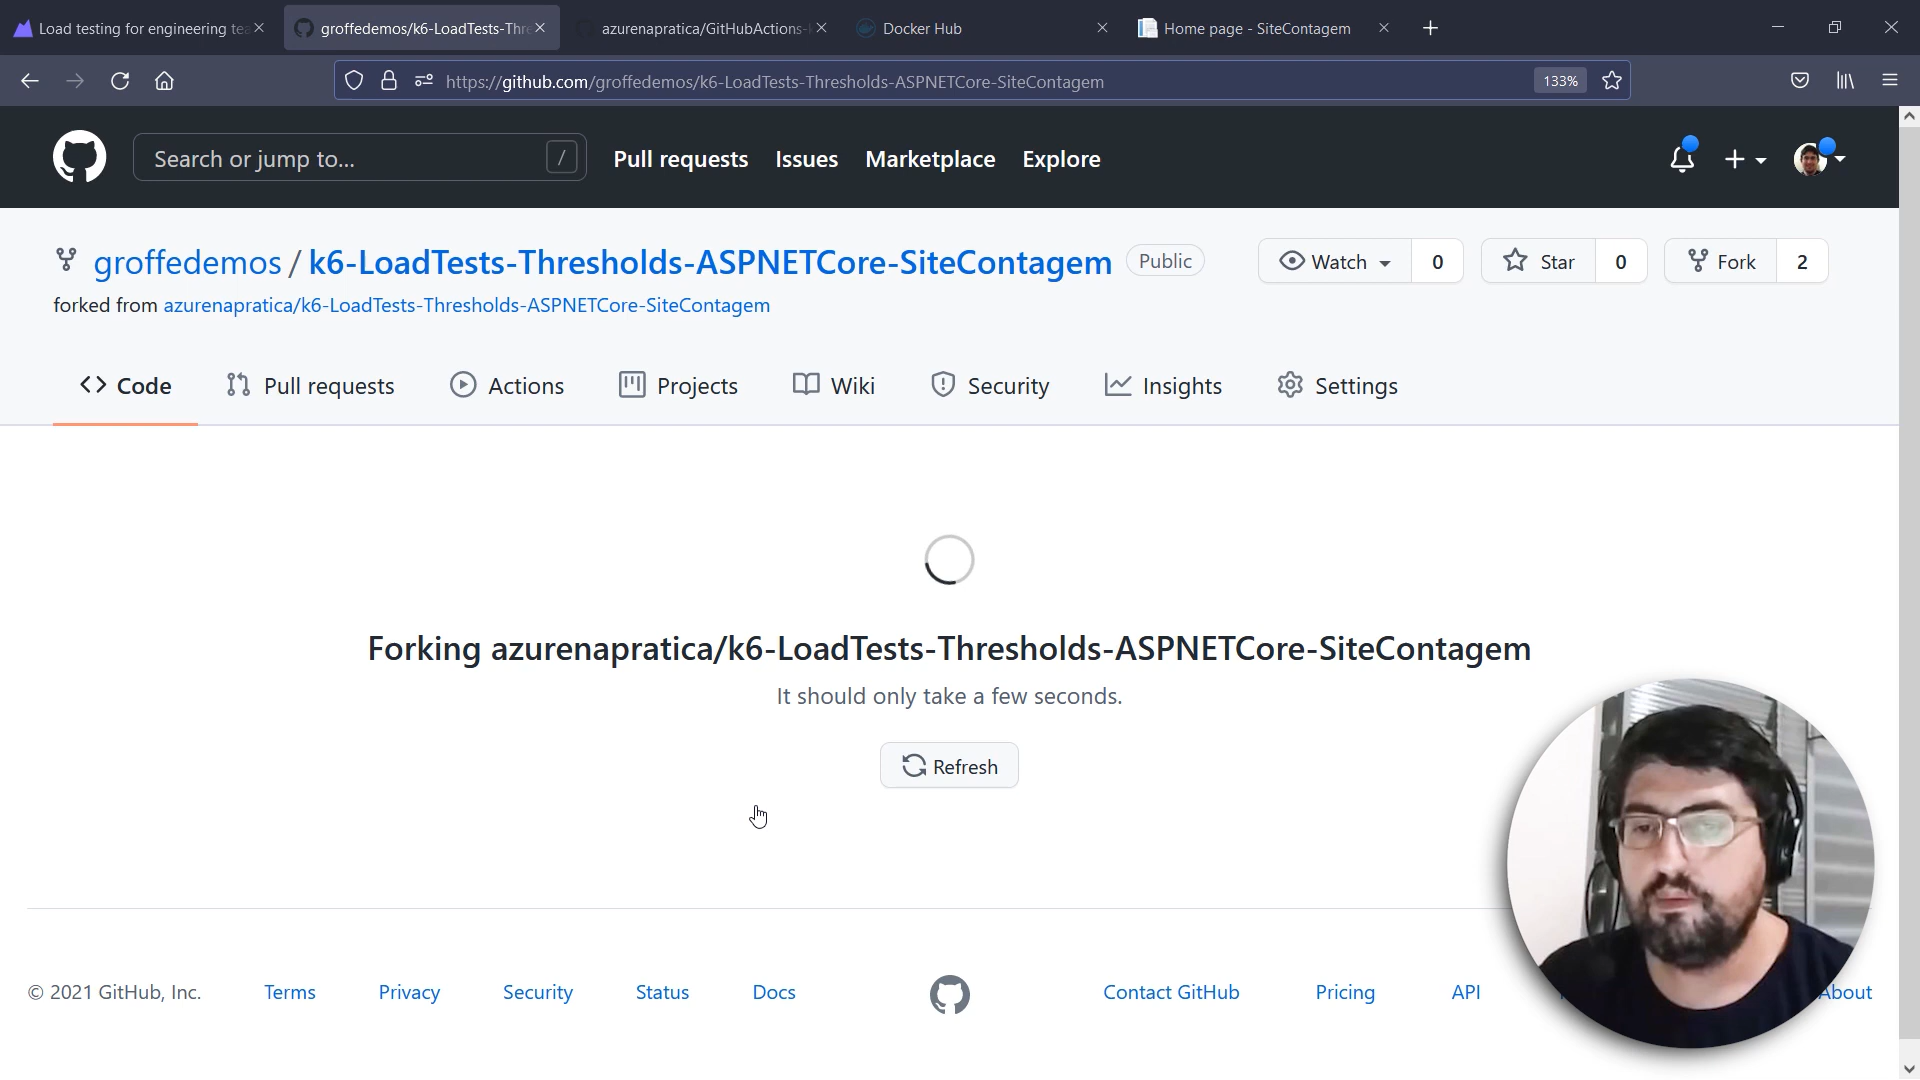 Load testing for engineering tea
groffedemos/k6-LoadTests-Thre
azurenapratica/GitHubActions-
Docker Hub
Home page - SiteContagem
https://github.com/groffedemos/k6-LoadTests-Thresholds-ASPNETCore-SiteContagem
133%
Search or jump to...
/
Pull requests
Issues
Marketplace
Explore
groffedemos / k6-LoadTests-Thresholds-ASPNETCore-SiteContagem
Public
Watch
0
Star
0
Fork
2
forked from azurenapratica/k6-LoadTests-Thresholds-ASPNETCore-SiteContagem
Code
Pull requests
Actions
Projects
Wiki
Security
Insights
Settings
Forking azurenapratica/k6-LoadTests-Thresholds-ASPNETCore-SiteContagem
It should only take a few seconds.
Refresh
© 2021 GitHub, Inc.
Terms
Privacy
Security
Status
Docs
Contact GitHub
Pricing
API
About